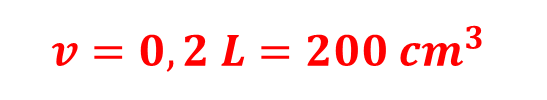 v = 0,2 L = 200 cm³